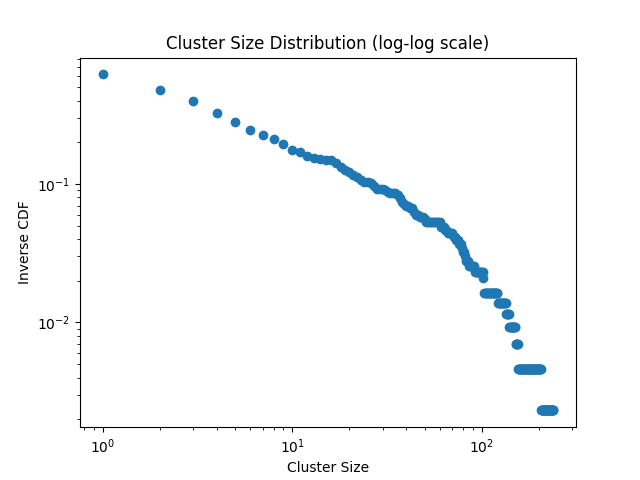 Cluster Size Distribution (log-log scale)
Inverse CDF
10⁻¹
10⁻²
10⁰ 10¹ 10²
Cluster Size